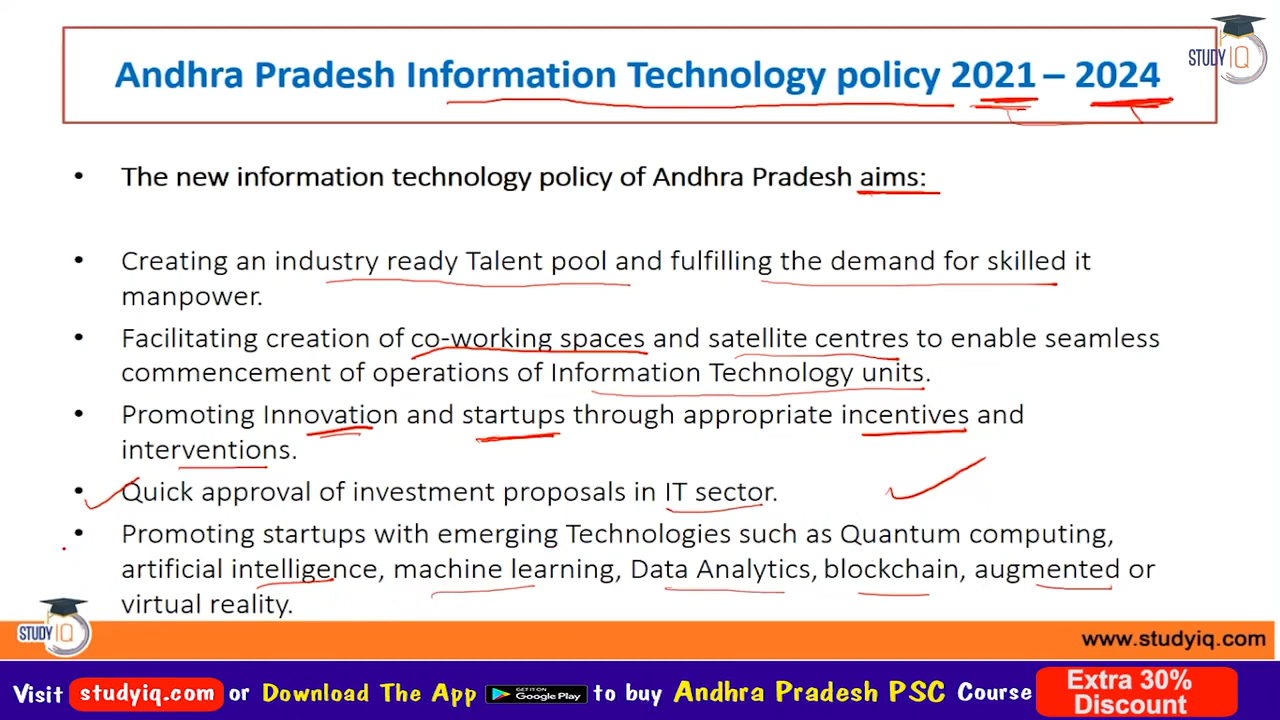 STUDY IQ
Andhra Pradesh Information Technology policy 2021 – 2024
• The new information technology policy of Andhra Pradesh aims:
• Creating an industry ready Talent pool and fulfilling the demand for skilled it
manpower.
• Facilitating creation of co-working spaces and satellite centres to enable seamless
commencement of operations of Information Technology units.
• Promoting Innovation and startups through appropriate incentives and
interventions.
• Quick approval of investment proposals in IT sector.
• Promoting startups with emerging Technologies such as Quantum computing,
artificial intelligence, machine learning, Data Analytics, blockchain, augmented or
virtual reality.
STUDY IQ
www.studyiq.com
Visit studyiq.com or Download The App GET IT ON Google Play to buy Andhra Pradesh PSC Course
Extra 30%
Discount